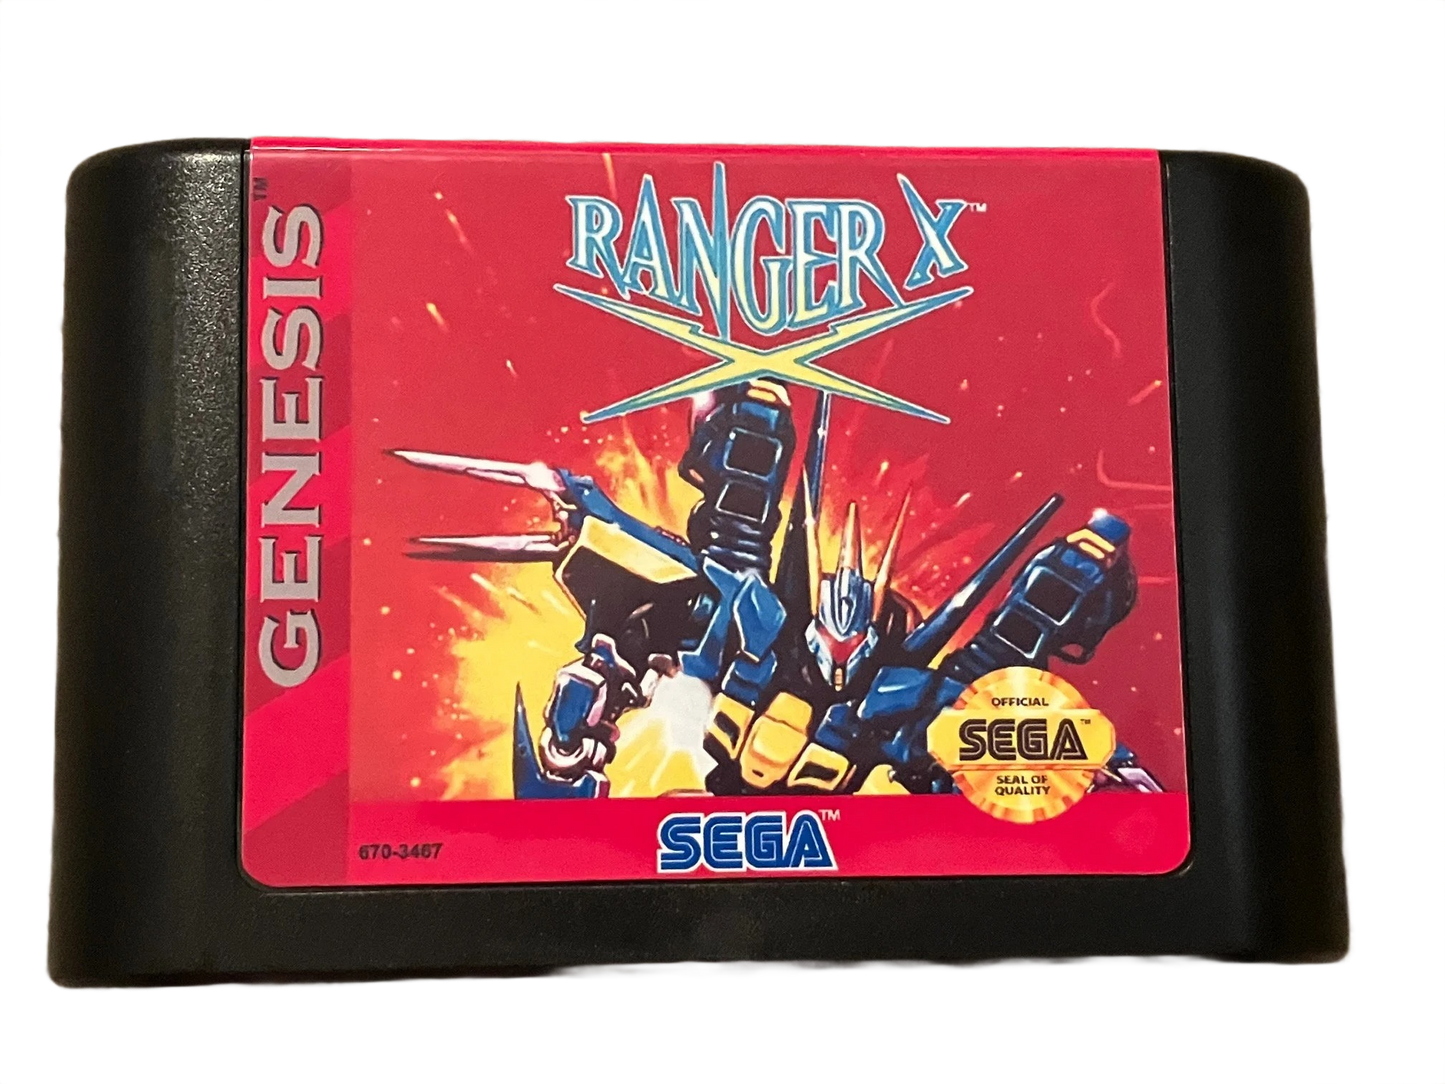 GENESIS™
RANGER X™
OFFICIAL
SEGA™
SEAL OF
QUALITY
670-3467
SEGA™